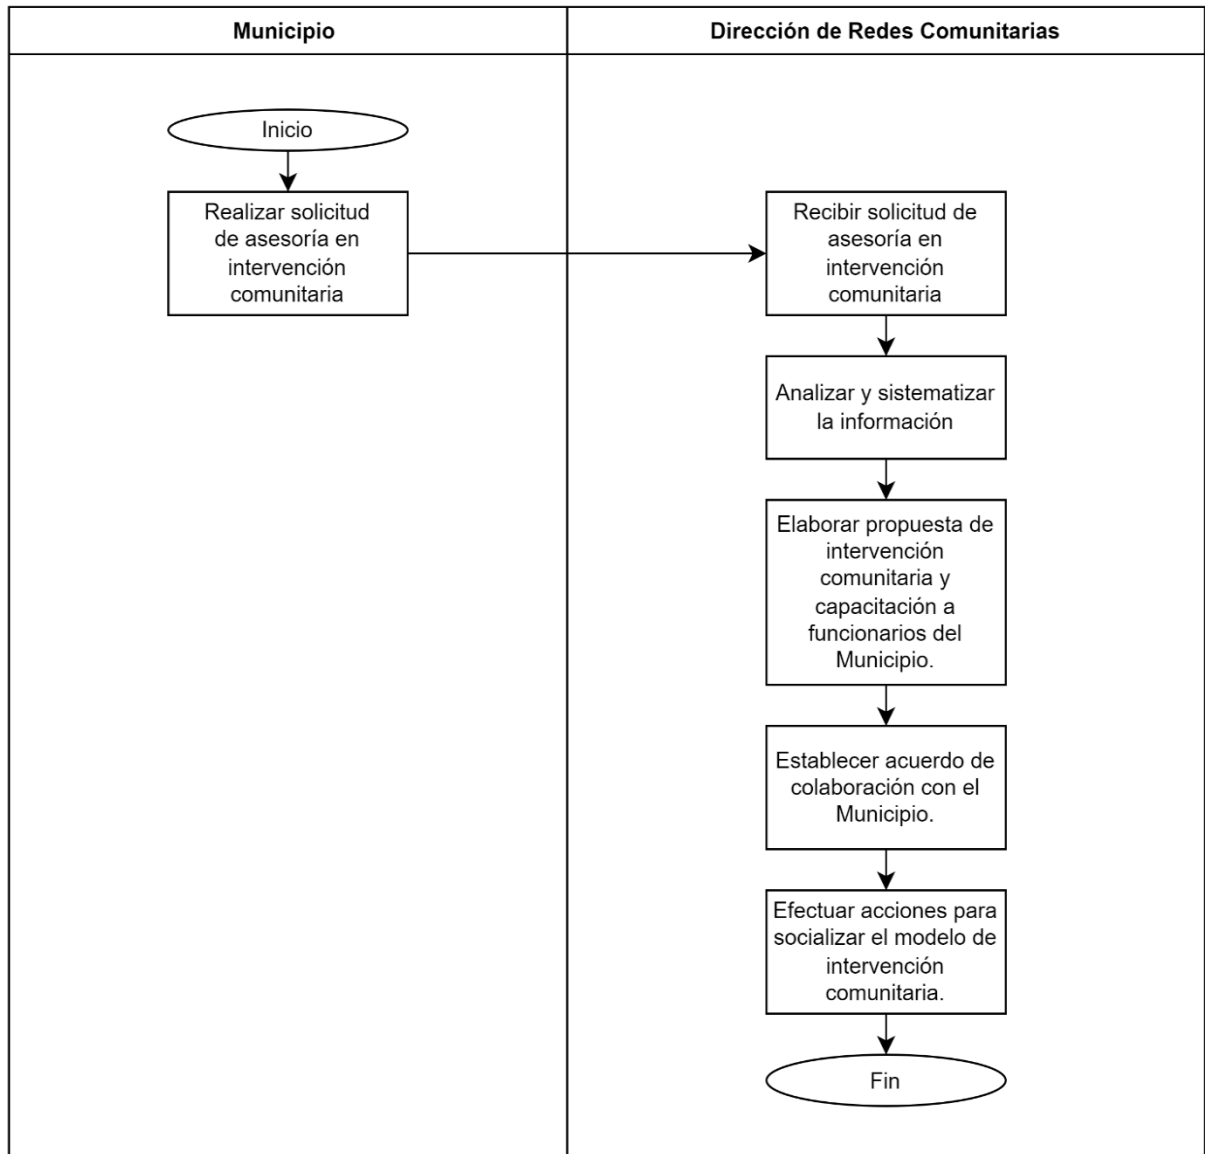 Municipio
Dirección de Redes Comunitarias
Inicio
Realizar solicitud
de asesoría en
intervención
comunitaria
Recibir solicitud de
asesoría en
intervención
comunitaria
Analizar y sistematizar
la información
Elaborar propuesta de
intervención
comunitaria y
capacitación a
funcionarios del
Municipio.
Establecer acuerdo de
colaboración con el
Municipio.
Efectuar acciones para
socializar el modelo de
intervención
comunitaria.
Fin